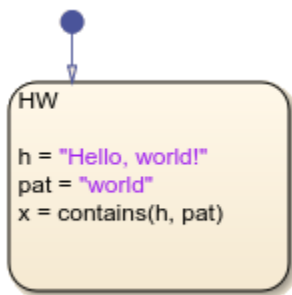 HW
h = "Hello, world!"
pat = "world"
x = contains(h, pat)